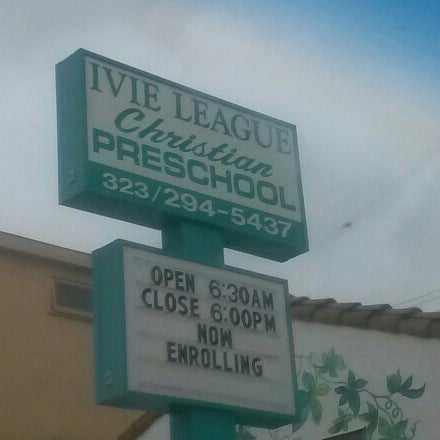 IVIE LEAGUE
Christian
PRESCHOOL
323/294-5437
OPEN 6:30AM
CLOSE 6:00PM
NOW
ENROLLING